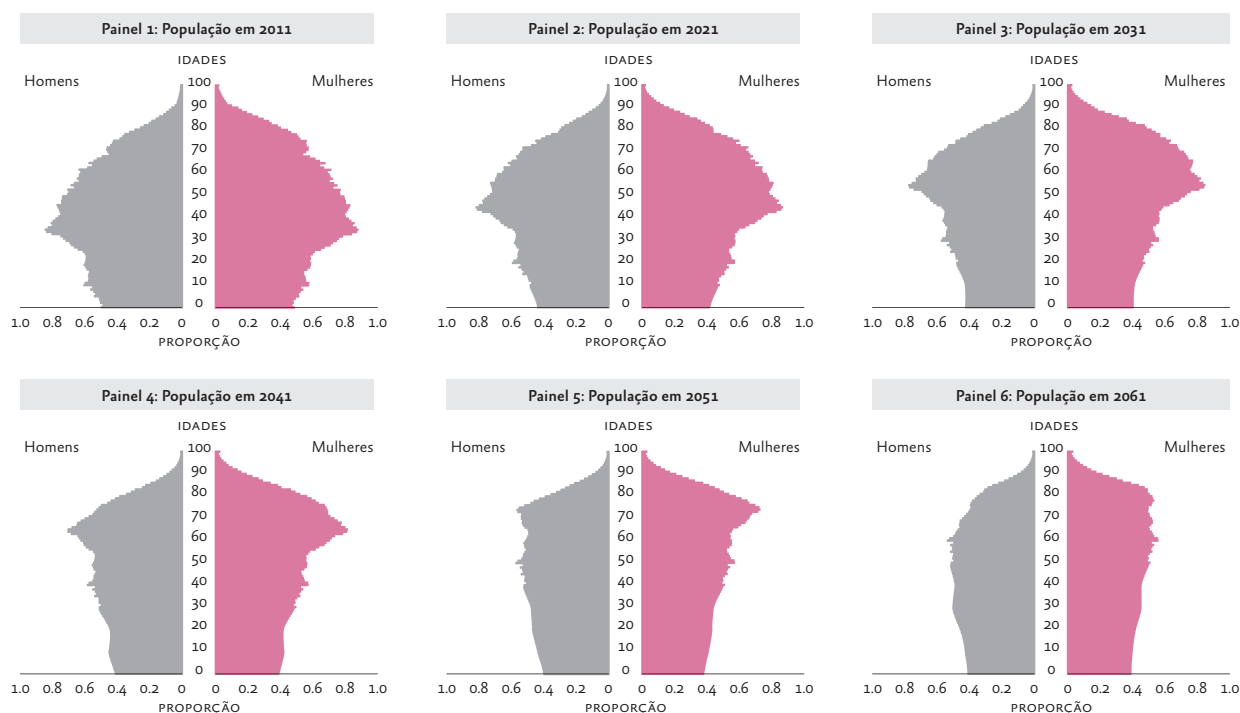 Painel 1: População em 2011
IDADES
Homens
Mulheres
100
90
80
70
60
50
40
30
20
10
0
1.0 0.8 0.6 0.4 0.2 0
0 0.2 0.4 0.6 0.8 1.0
PROPORÇÃO
Painel 2: População em 2021
IDADES
Homens
Mulheres
100
90
80
70
60
50
40
30
20
10
0
1.0 0.8 0.6 0.4 0.2 0
0 0.2 0.4 0.6 0.8 1.0
PROPORÇÃO
Painel 3: População em 2031
IDADES
Homens
Mulheres
100
90
80
70
60
50
40
30
20
10
0
1.0 0.8 0.6 0.4 0.2 0
0 0.2 0.4 0.6 0.8 1.0
PROPORÇÃO
Painel 4: População em 2041
IDADES
Homens
Mulheres
100
90
80
70
60
50
40
30
20
10
0
1.0 0.8 0.6 0.4 0.2 0
0 0.2 0.4 0.6 0.8 1.0
PROPORÇÃO
Painel 5: População em 2051
IDADES
Homens
Mulheres
100
90
80
70
60
50
40
30
20
10
0
1.0 0.8 0.6 0.4 0.2 0
0 0.2 0.4 0.6 0.8 1.0
PROPORÇÃO
Painel 6: População em 2061
IDADES
Homens
Mulheres
100
90
80
70
60
50
40
30
20
10
0
1.0 0.8 0.6 0.4 0.2 0
0 0.2 0.4 0.6 0.8 1.0
PROPORÇÃO